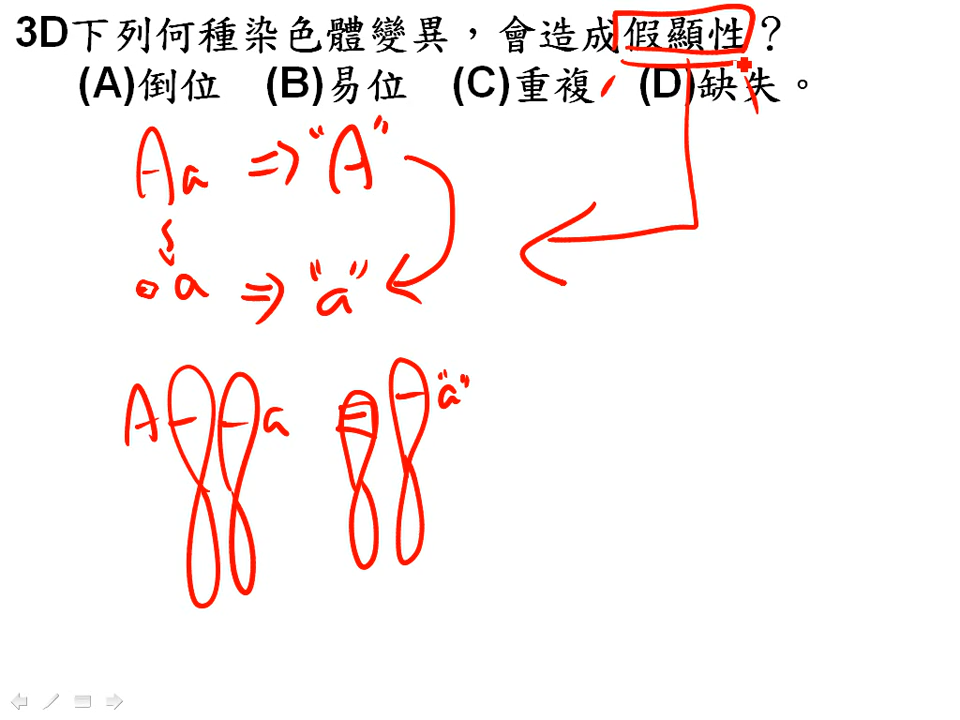 3D下列何種染色體變異，會造成假顯性？
(A)倒位 (B)易位 (C)重複 (D)缺失。
Aa ⇒ "A"
a ⇒ "a"
A a "a"